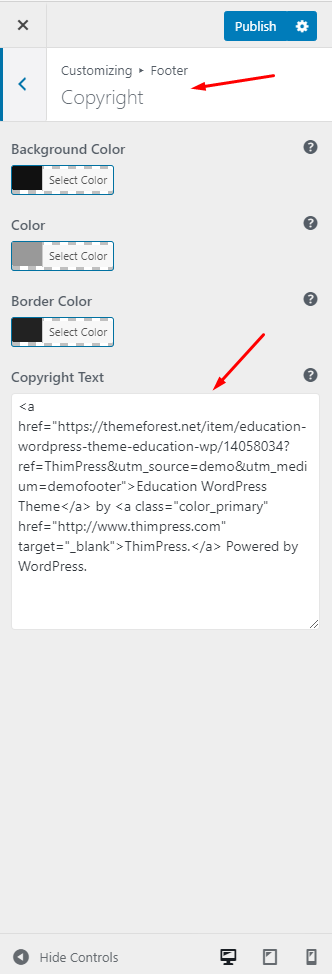 Publish
Customizing ▸ Footer
Copyright
Background Color
Select Color
Color
Select Color
Border Color
Select Color
Copyright Text
<a
href="https://themeforest.net/item/education-
wordpress-theme-education-wp/14058034?
ref=ThimPress&utm_source=demo&utm_medi
um=demofooter">Education WordPress
Theme</a> by <a class="color_primary"
href="http://www.thimpress.com"
target="_blank">ThimPress.</a> Powered by
WordPress.
Hide Controls